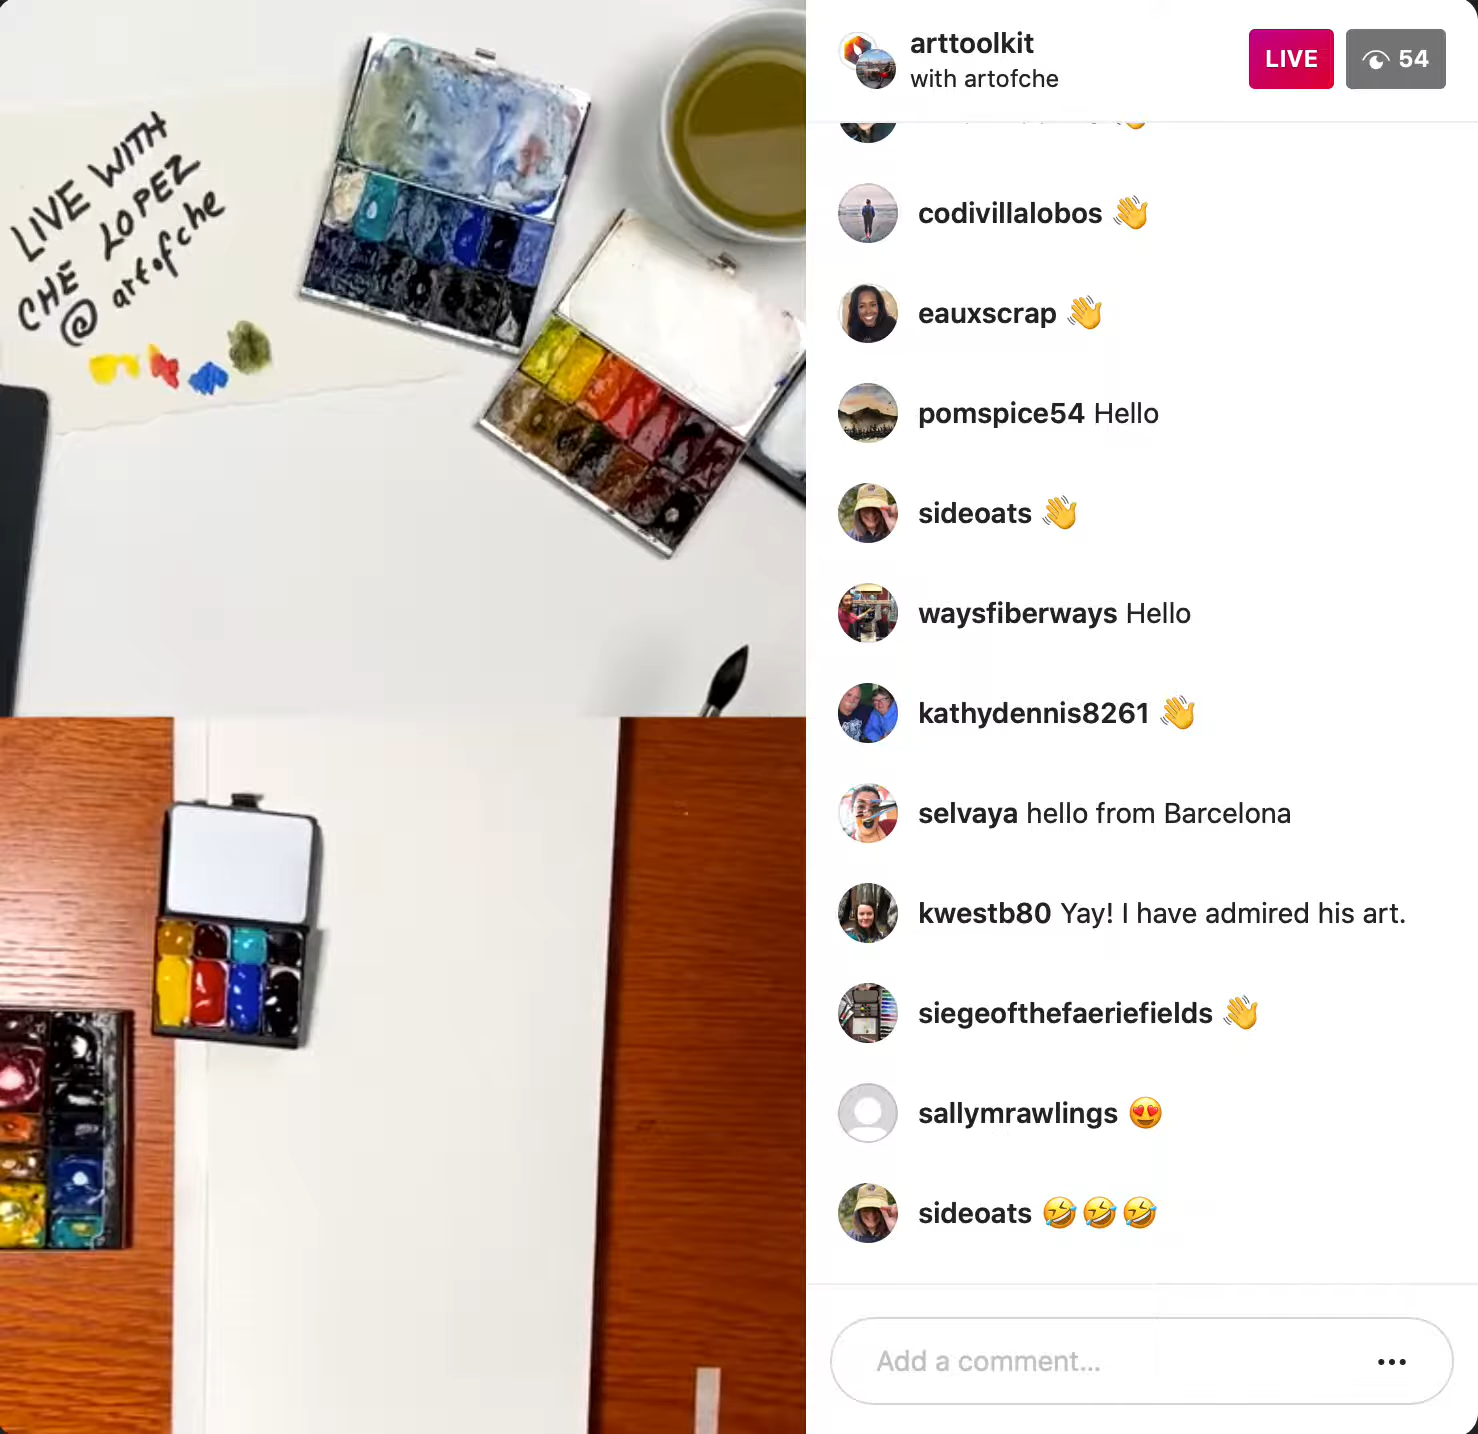 LIVE WITH
CHE LOPEZ
@ artofche
arttoolkit
with artofche
LIVE
54
codivillalobos 👋
eauxscrap 👋
pomspice54 Hello
sideoats 👋
waysfiberways Hello
kathydennis8261 👋
selvaya hello from Barcelona
kwestb80 Yay! I have admired his art.
siegeofthefaeriefields 👋
sallymrawlings 😍
sideoats 🤣🤣🤣
Add a comment...